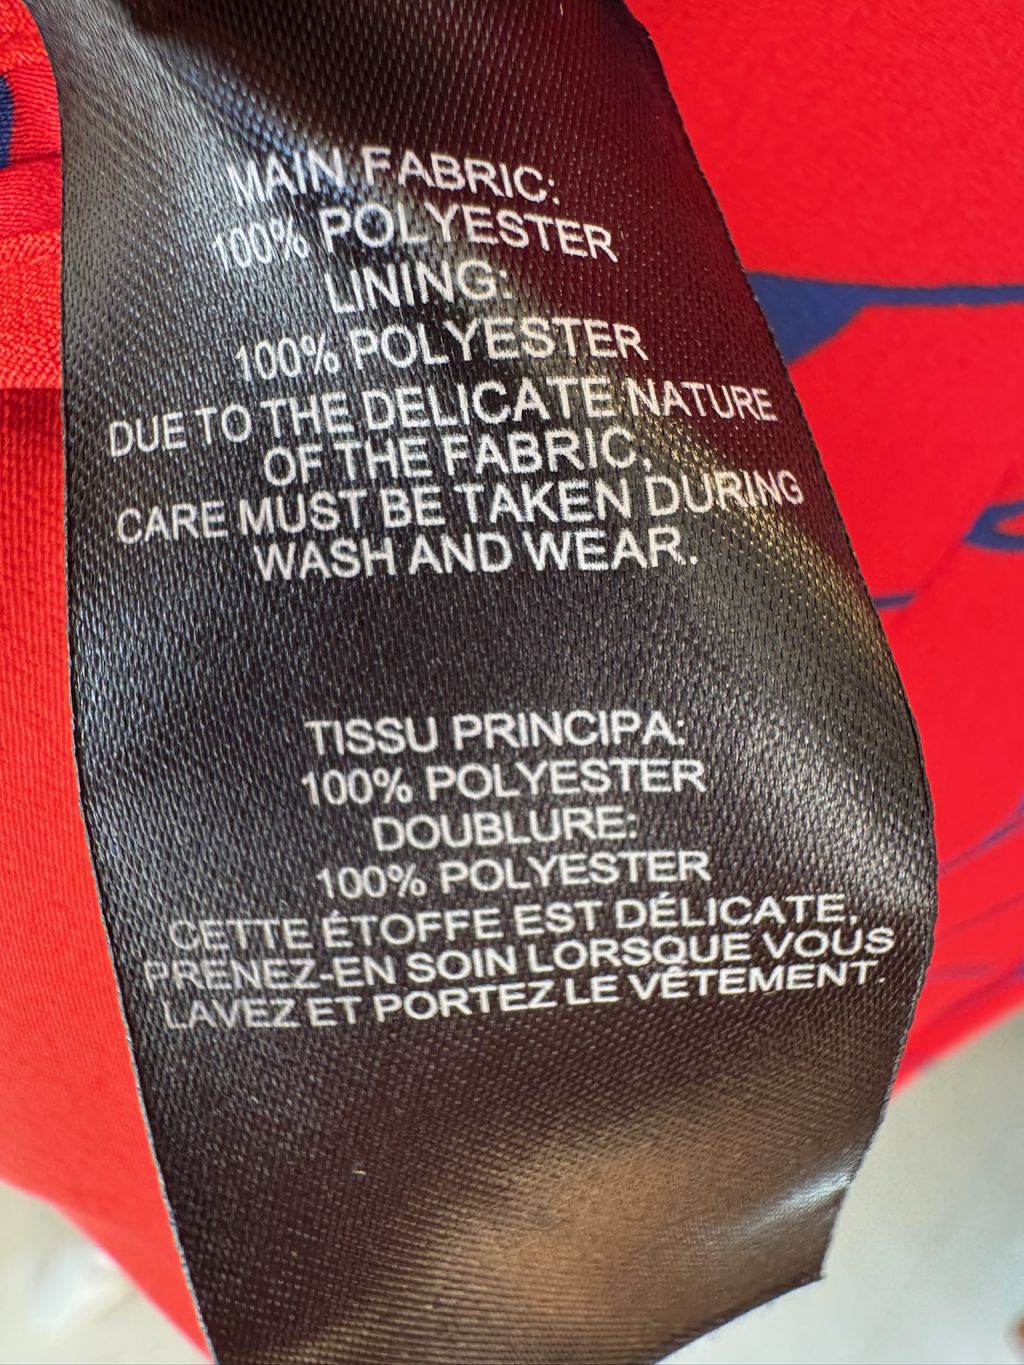 MAIN FABRIC:
100% POLYESTER
LINING:
100% POLYESTER
DUE TO THE DELICATE NATURE
OF THE FABRIC,
CARE MUST BE TAKEN DURING
WASH AND WEAR.
TISSU PRINCIPA:
100% POLYESTER
DOUBLURE:
100% POLYESTER
CETTE ÉTOFFE EST DÉLICATE,
PRENEZ-EN SOIN LORSQUE VOUS
LAVEZ ET PORTEZ LE VÊTEMENT.